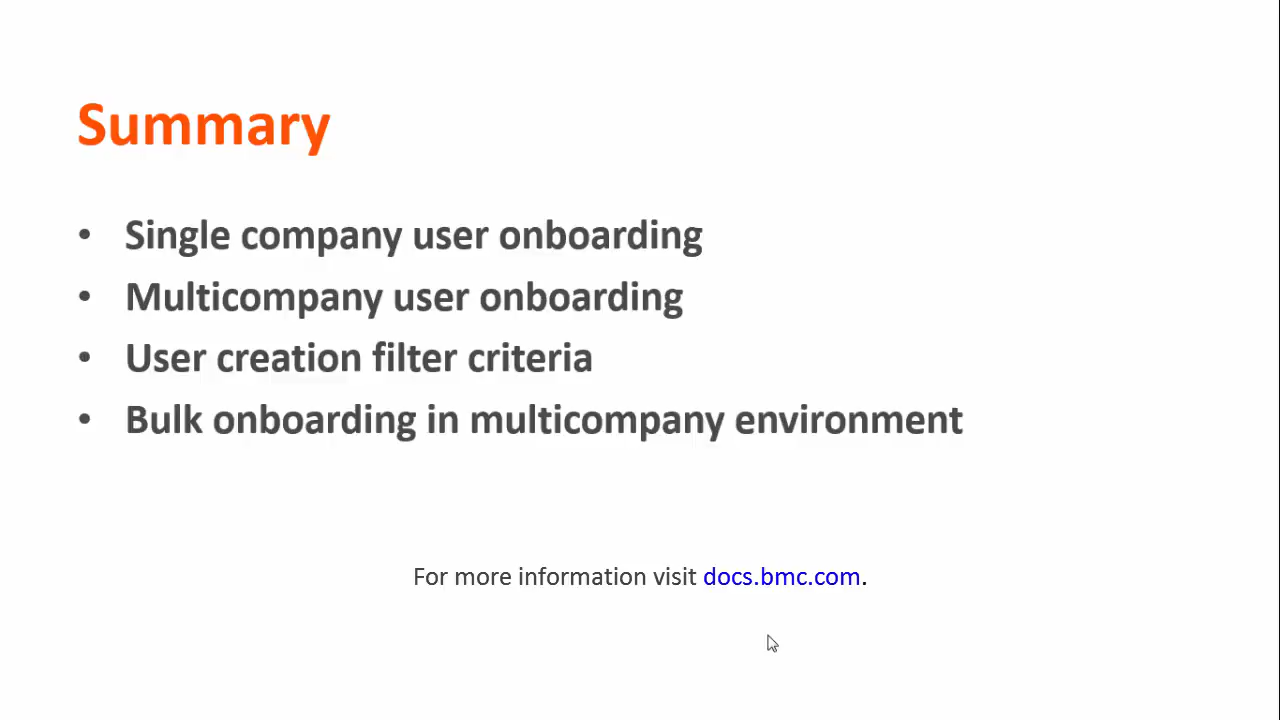 Summary
• Single company user onboarding
• Multicompany user onboarding
• User creation filter criteria
• Bulk onboarding in multicompany environment
For more information visit docs.bmc.com.